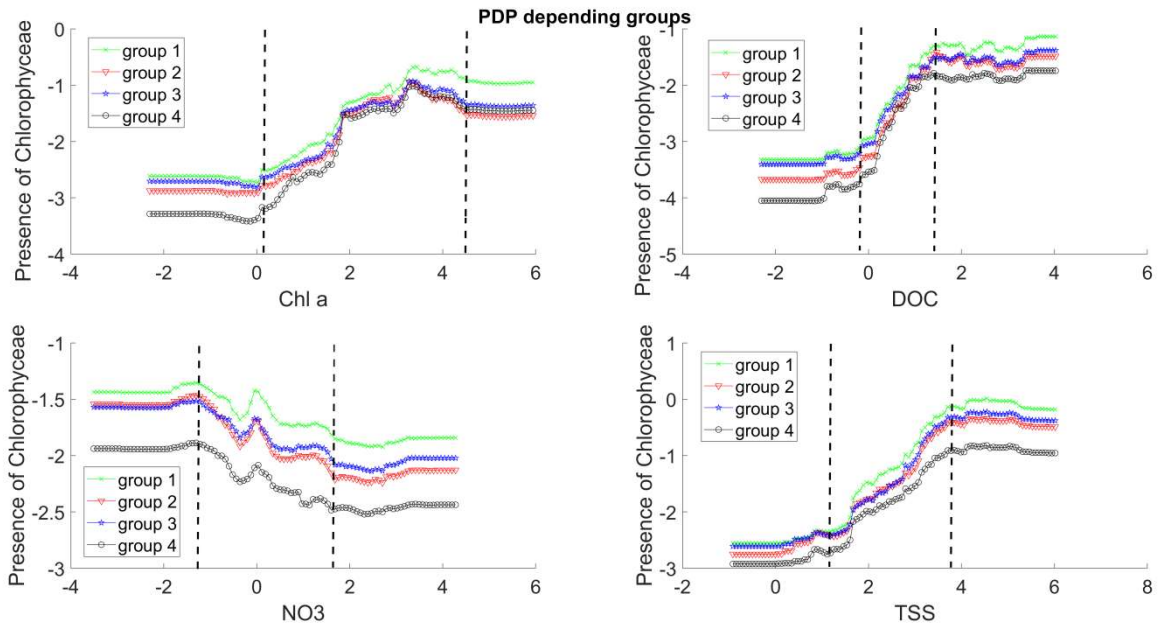 PDP depending groups
Presence of Chlorophyceae
0
-1
-2
-3
-4
group 1
group 2
group 3
group 4
-4 -2 0 2 4 6
Chl a
Presence of Chlorophyceae
-1
-2
-3
-4
-5
group 1
group 2
group 3
group 4
-4 -2 0 2 4 6
DOC
Presence of Chlorophyceae
-1
-1.5
-2
-2.5
-3
group 1
group 2
group 3
group 4
-4 -2 0 2 4 6
NO3
Presence of Chlorophyceae
1
0
-1
-2
-3
group 1
group 2
group 3
group 4
-2 0 2 4 6 8
TSS